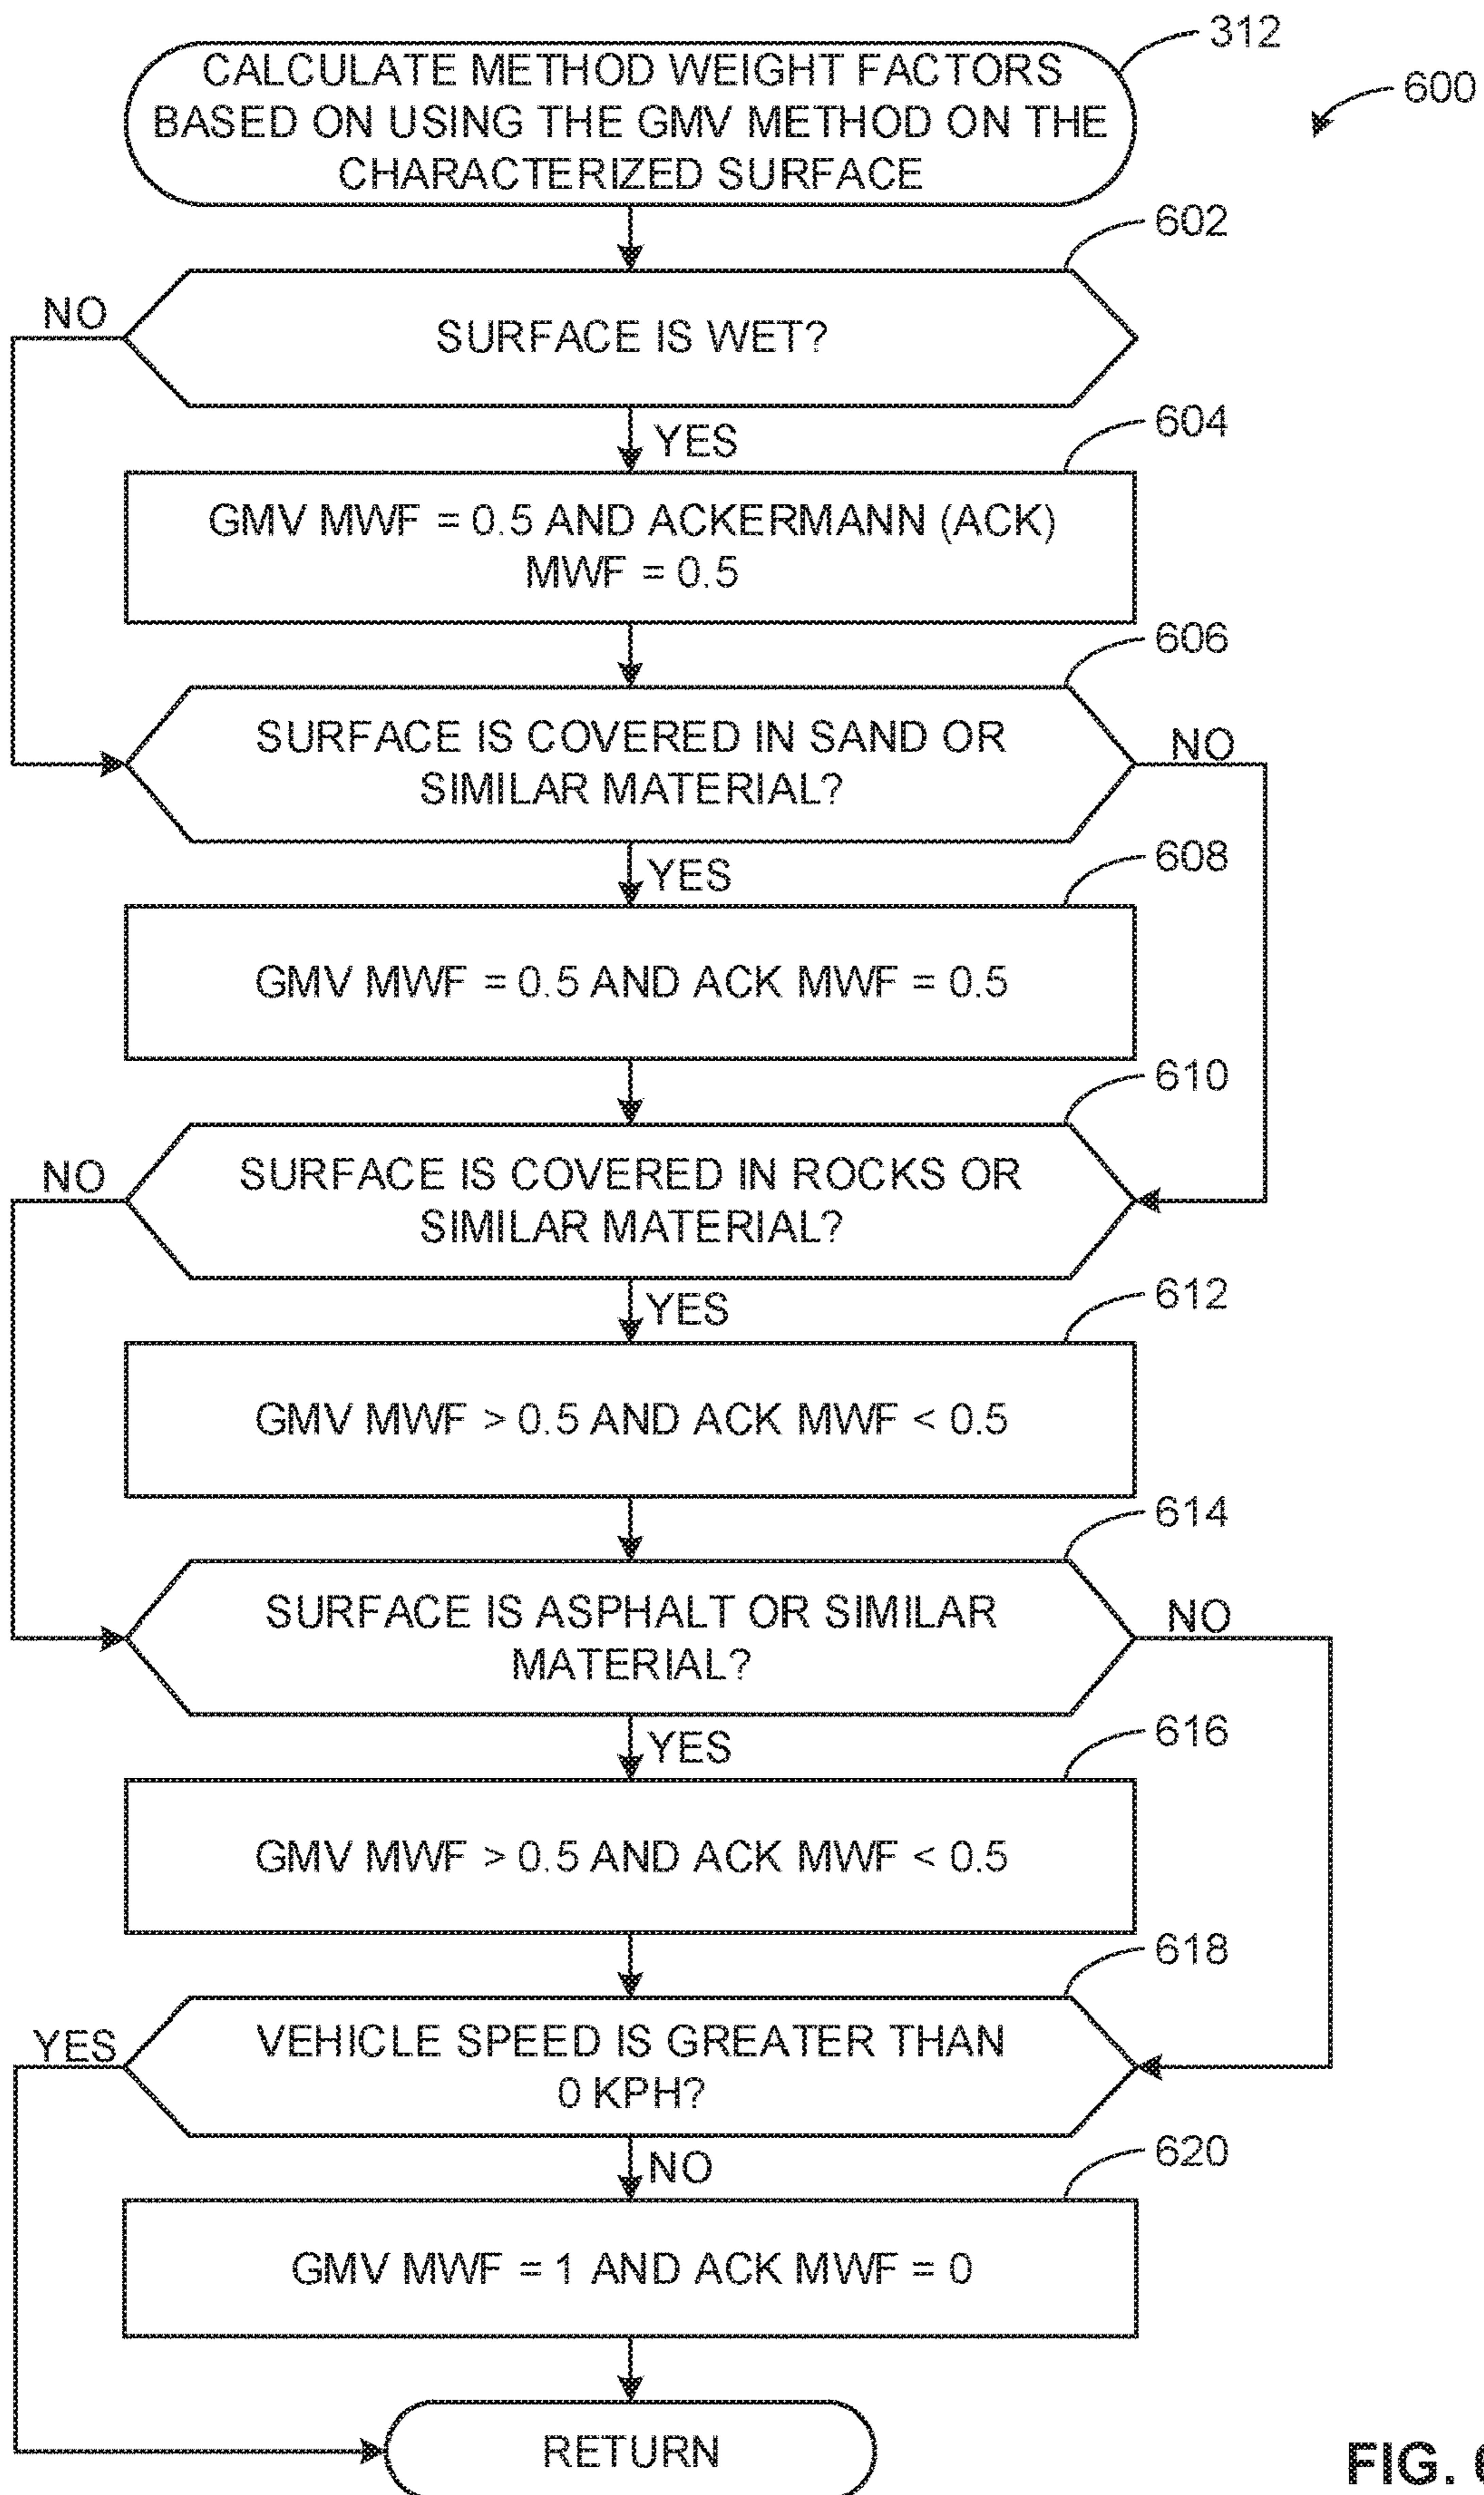 312
600
CALCULATE METHOD WEIGHT FACTORS
BASED ON USING THE GMV METHOD ON THE
CHARACTERIZED SURFACE
602
NO
SURFACE IS WET?
YES
604
GMV MWF = 0.5 AND ACKERMANN (ACK)
MWF = 0.5
606
SURFACE IS COVERED IN SAND OR
SIMILAR MATERIAL?
NO
YES
608
GMV MWF = 0.5 AND ACK MWF = 0.5
610
NO
SURFACE IS COVERED IN ROCKS OR
SIMILAR MATERIAL?
YES
612
GMV MWF > 0.5 AND ACK MWF < 0.5
614
SURFACE IS ASPHALT OR SIMILAR
MATERIAL?
NO
YES
616
GMV MWF > 0.5 AND ACK MWF < 0.5
618
YES
VEHICLE SPEED IS GREATER THAN
0 KPH?
NO
620
GMV MWF = 1 AND ACK MWF = 0
RETURN
FIG. 6